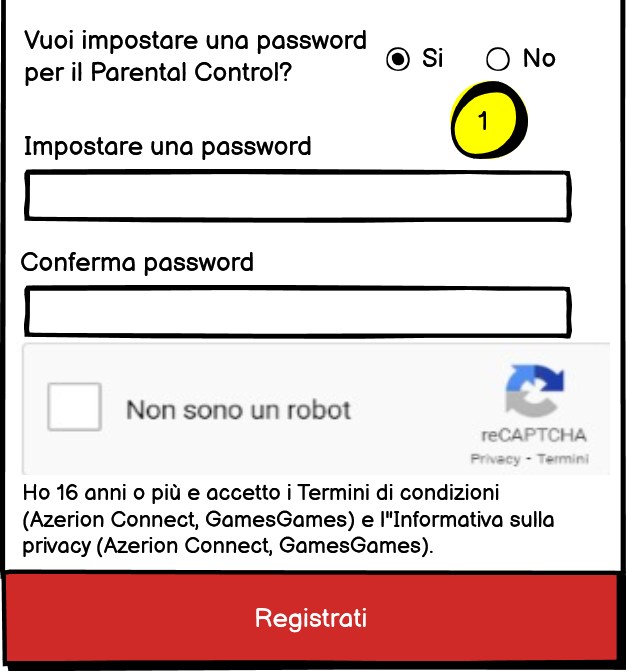 Vuoi impostare una password
per il Parental Control?
Si
No
1
Impostare una password
Conferma password
Non sono un robot
reCAPTCHA
Privacy - Termini
Ho 16 anni o più e accetto i Termini di condizioni
(Azerion Connect, GamesGames) e l"Informativa sulla
privacy (Azerion Connect, GamesGames).
Registrati